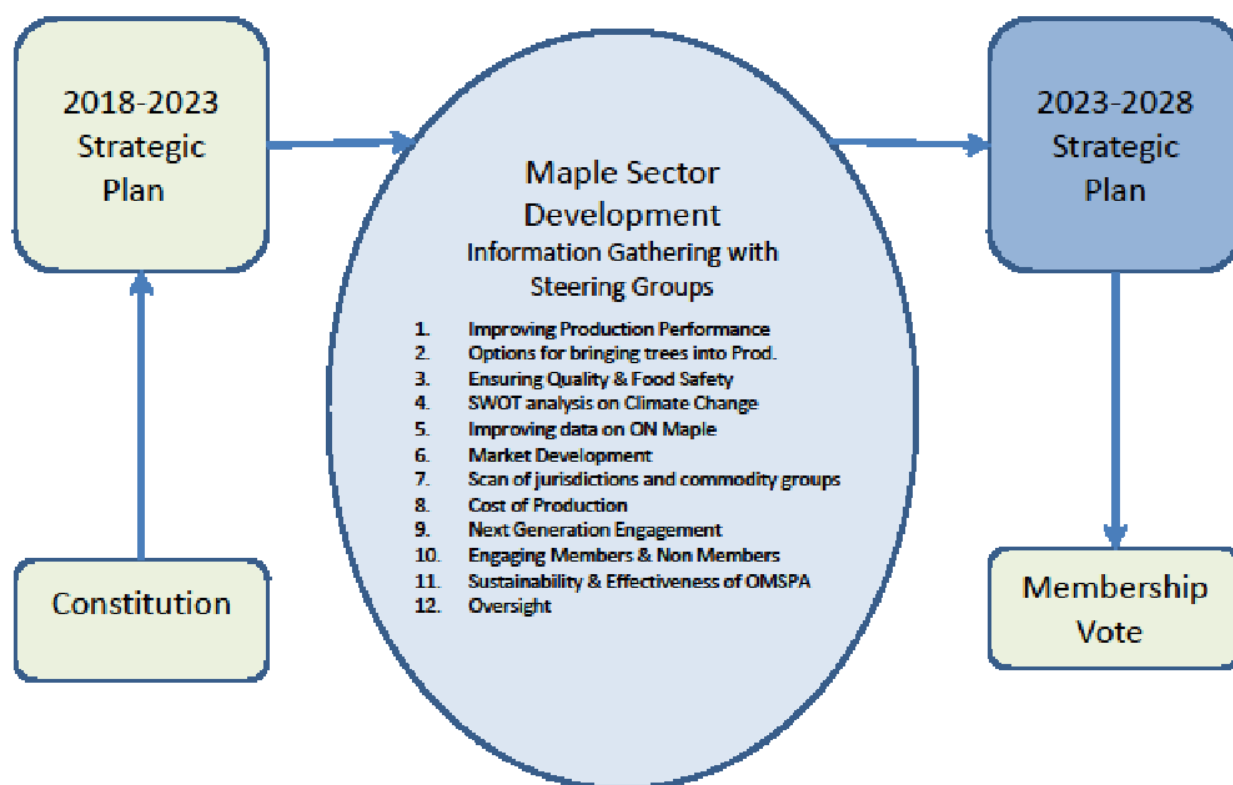 2018-2023
Strategic
Plan
Constitution
Maple Sector
Development
Information Gathering with
Steering Groups
1. Improving Production Performance
2. Options for bringing trees into Prod.
3. Ensuring Quality & Food Safety
4. SWOT analysis on Climate Change
5. Improving data on ON Maple
6. Market Development
7. Scan of jurisdictions and commodity groups
8. Cost of Production
9. Next Generation Engagement
10. Engaging Members & Non Members
11. Sustainability & Effectiveness of OMSPA
12. Oversight
2023-2028
Strategic
Plan
Membership
Vote